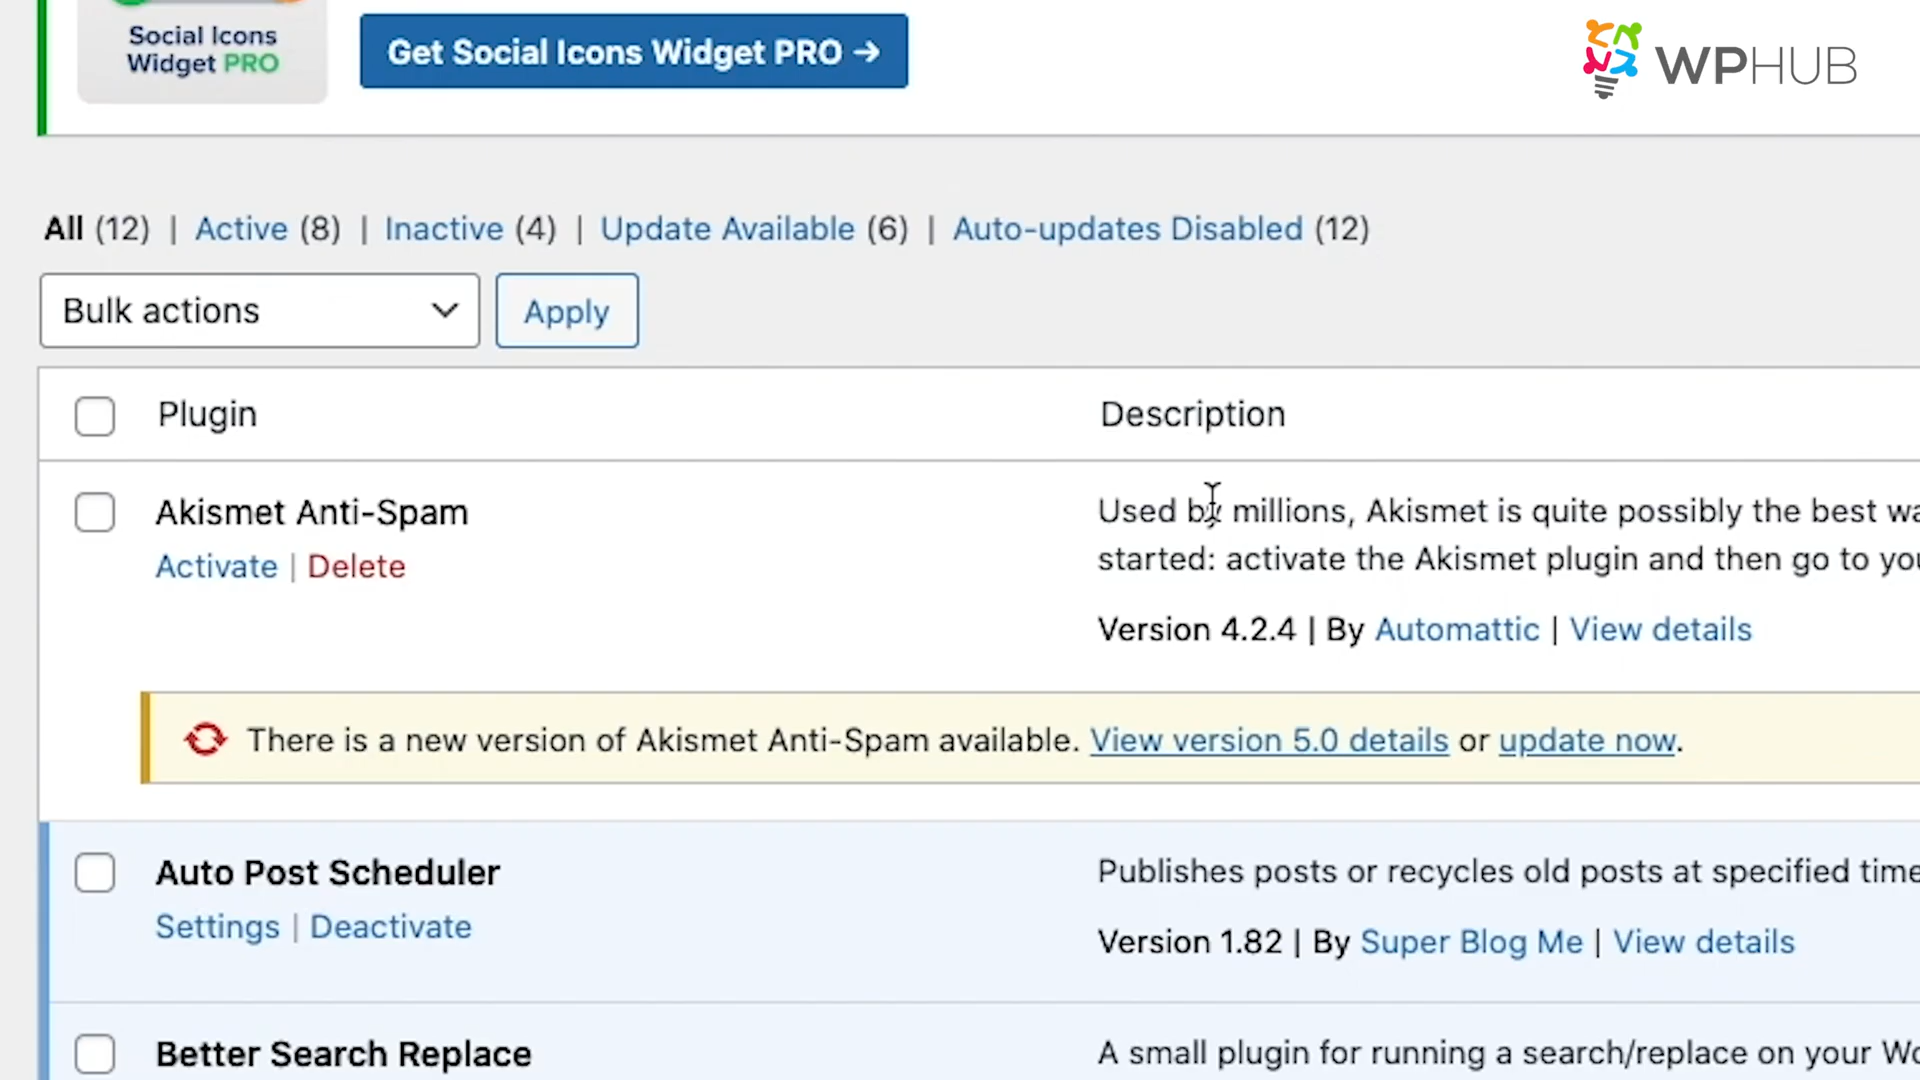 Social Icons
Widget PRO
Get Social Icons Widget PRO →
WPHUB
All (12) | Active (8) | Inactive (4) | Update Available (6) | Auto-updates Disabled (12)
Bulk actions
Apply
Plugin
Description
Akismet Anti-Spam
Activate | Delete
Used by millions, Akismet is quite possibly the best
started: activate the Akismet plugin and then go to
Version 4.2.4 | By Automattic | View details
There is a new version of Akismet Anti-Spam available. View version 5.0 details or update now.
Auto Post Scheduler
Settings | Deactivate
Publishes posts or recycles old posts at specified
Version 1.82 | By Super Blog Me | View details
Better Search Replace
A small plugin for running a search/replace on your